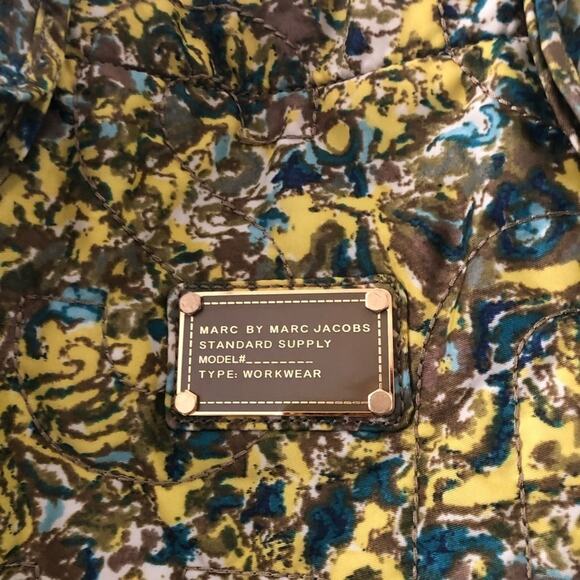 MARC BY MARC JACOBS
STANDARD SUPPLY
MODEL#_________
TYPE: WORKWEAR